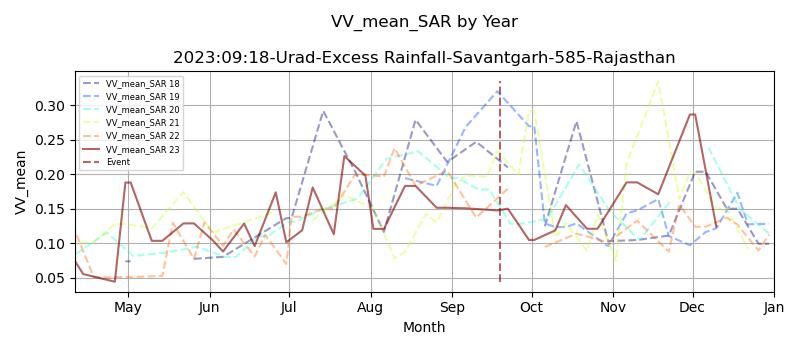 VV_mean_SAR by Year
2023:09:18-Urad-Excess Rainfall-Savantgarh-585-Rajasthan
VV_mean
0.30
0.25
0.20
0.15
0.10
0.05
VV_mean_SAR 18
VV_mean_SAR 19
VV_mean_SAR 20
VV_mean_SAR 21
VV_mean_SAR 22
VV_mean_SAR 23
Event
May Jun Jul Aug Sep Oct Nov Dec Jan
Month